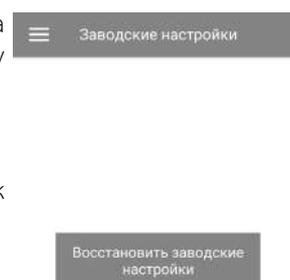 а
Заводские настройки
у
к
Восстановить заводские
настройки